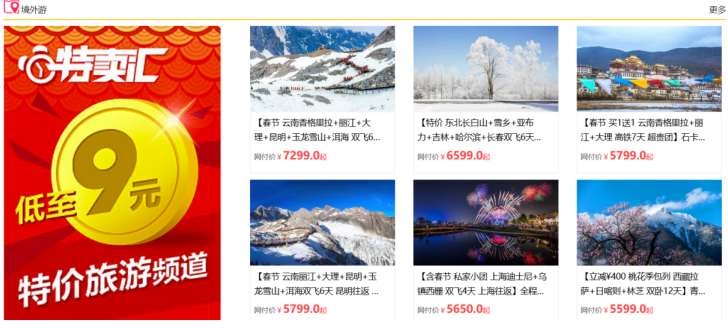 境外游
更多
特卖汇
低至9元
特价旅游频道
【春节 云南香格里拉+丽江+大
理+昆明+玉龙雪山+洱海 双飞6...
网付价 ¥ 7299.0起
【特价 东北长白山+雪乡+亚布
力+吉林+哈尔滨+长春双飞6天...
网付价 ¥ 6599.0起
【春节 买1送1 云南香格里拉+丽
江+大理 高铁7天 超贵团】石卡...
网付价 ¥ 5799.0起
【春节 云南丽江+大理+昆明+玉
龙雪山+洱海双飞6天 昆明往返 ...
网付价 ¥ 5799.0起
【含春节 私家小团 上海迪士尼+乌
镇西栅 双飞4天 上海往返】全程...
网付价 ¥ 5650.0起
【立减¥400 桃花季包列 西藏拉
萨+日喀则+林芝 双卧12天】青...
网付价 ¥ 5599.0起